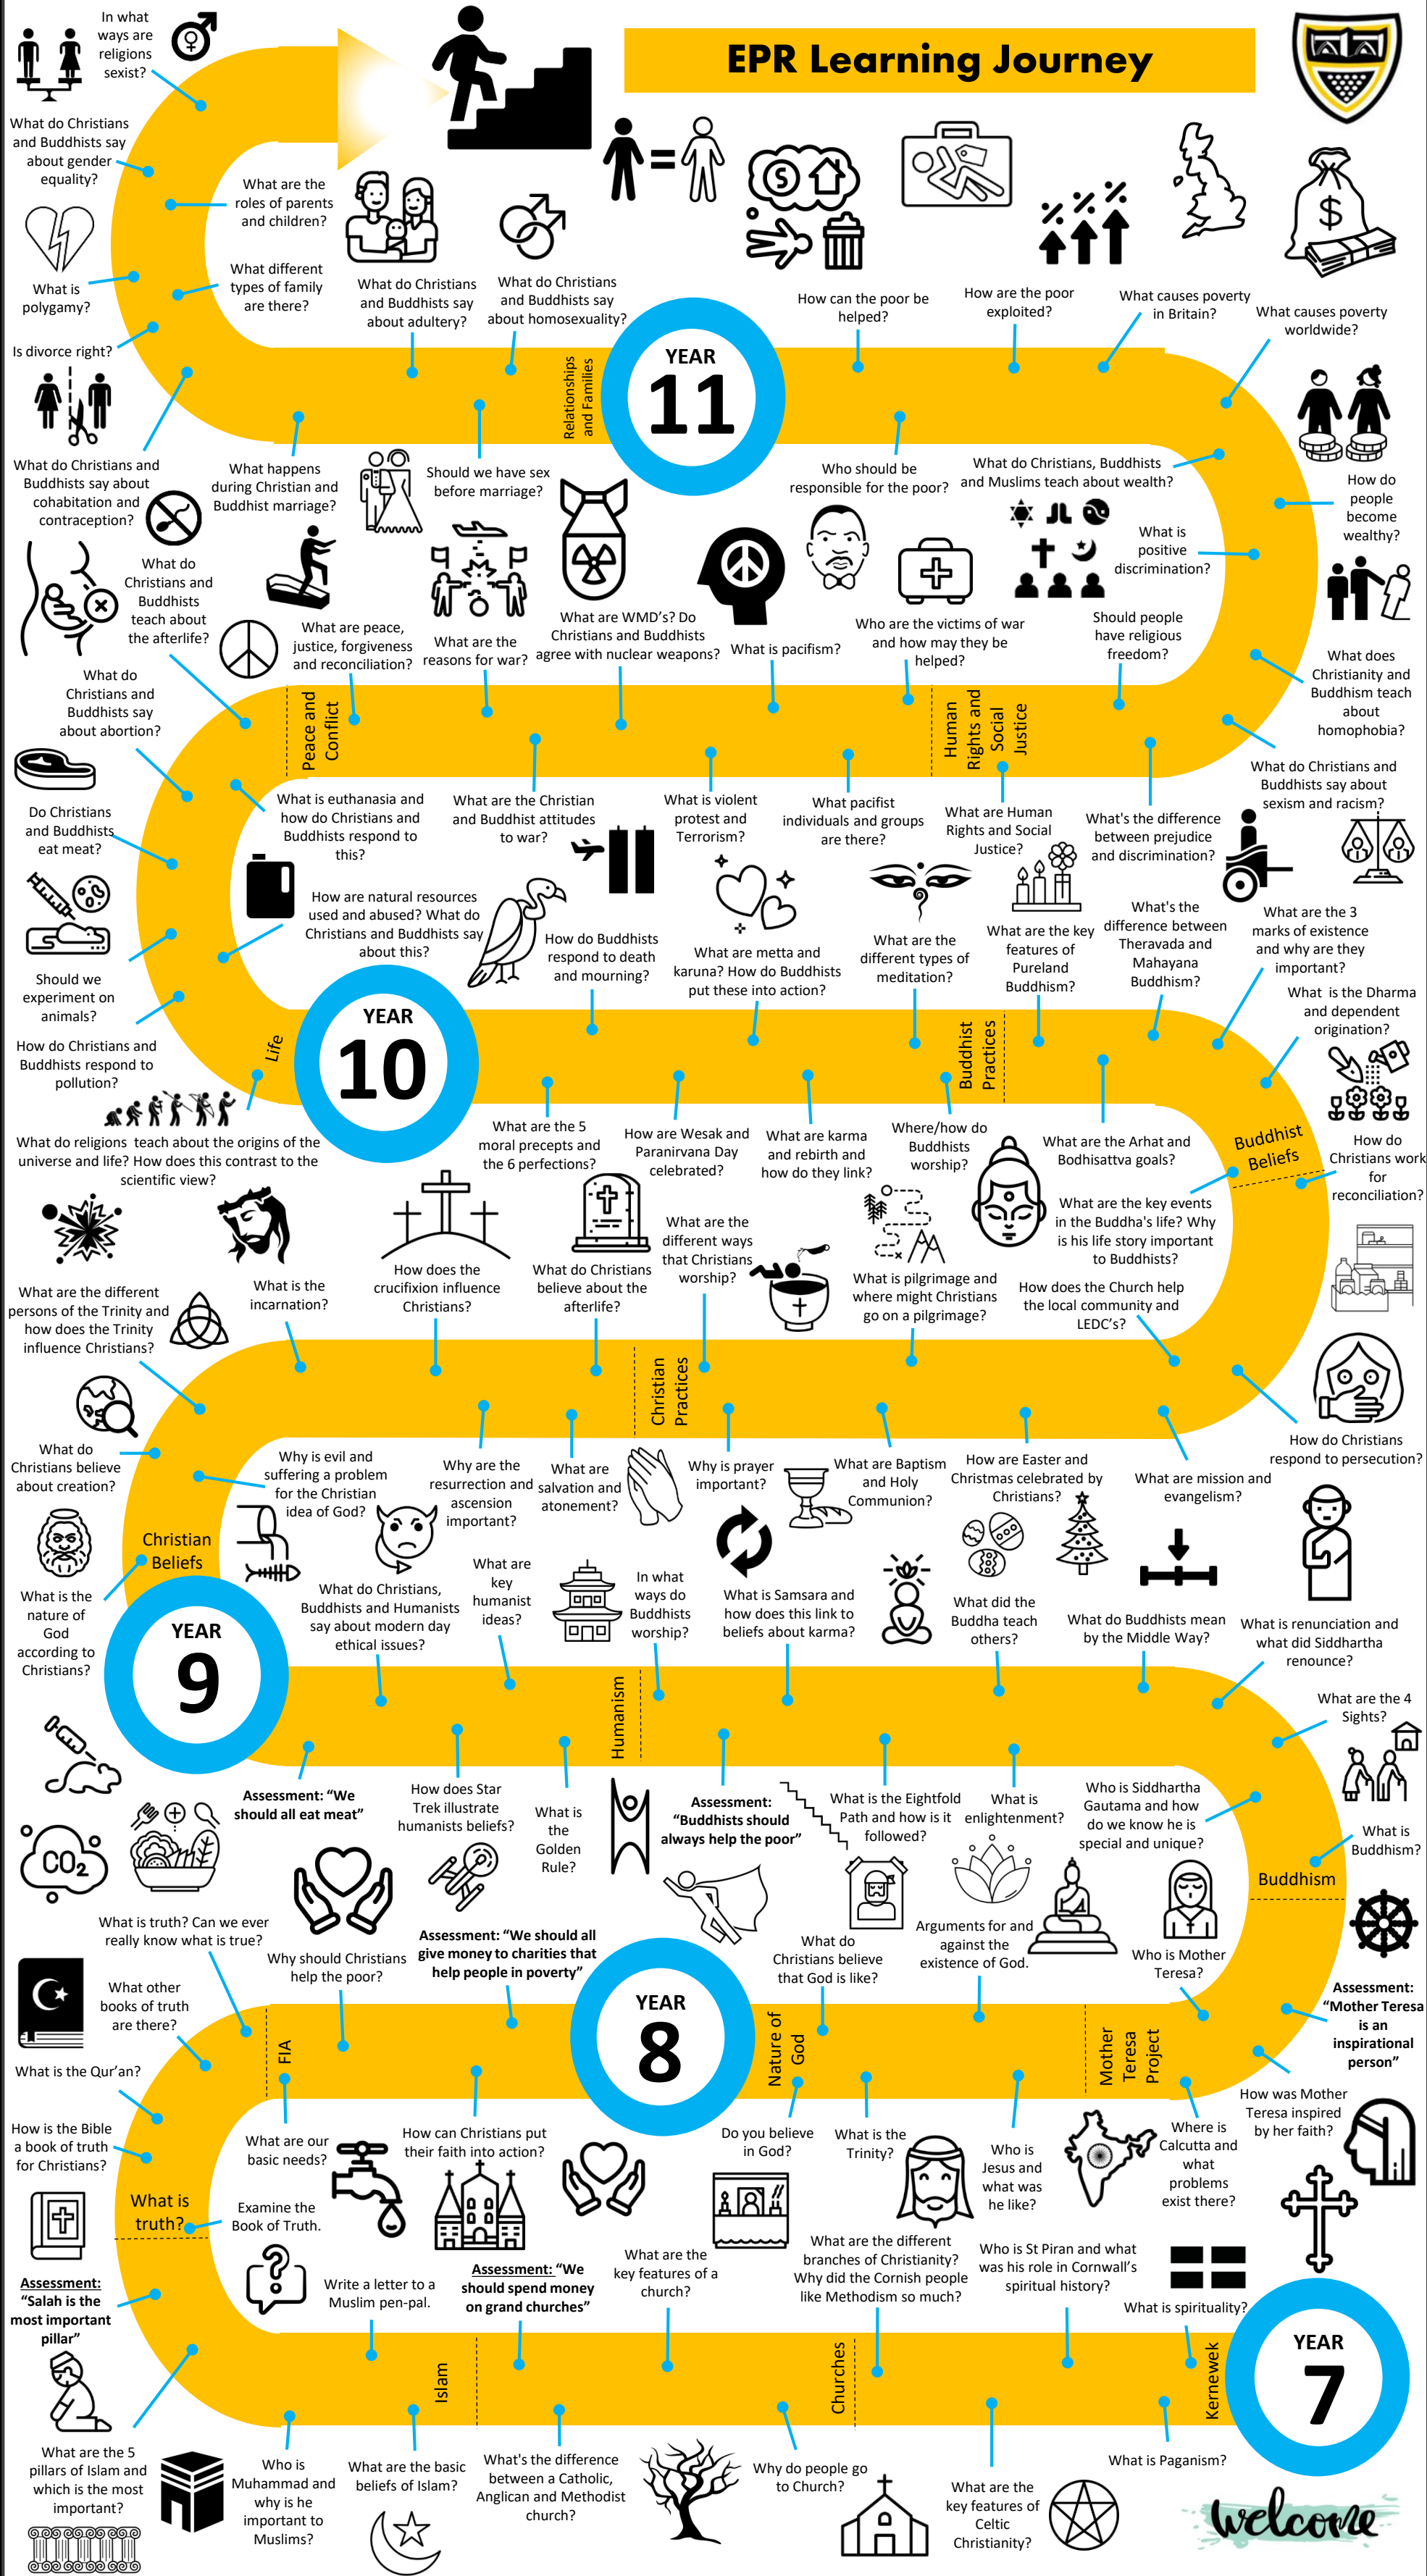 EPR Learning Journey
In what
ways are
religions
sexist?
What do Christians
and Buddhists say
about gender
equality?
What are the
roles of parents
and children?
What is
polygamy?
What different
types of family
are there?
Is divorce right?
What do Christians
and Buddhists say
about adultery?
What do Christians
and Buddhists say
about homosexuality?
Relationships
and Families
YEAR
11
How can the poor be
helped?
How are the poor
exploited?
What causes poverty
in Britain?
What causes poverty
worldwide?
$
S
What do Christians and
Buddhists say about
cohabitation and
contraception?
What happens
during Christian and
Buddhist marriage?
Should we have sex
before marriage?
Who should be
responsible for the poor?
What do Christians, Buddhists
and Muslims teach about wealth?
How do
people
become
wealthy?
What is
positive
discrimination?
What do
Christians and
Buddhists
teach about
the afterlife?
What are peace,
justice, forgiveness
and reconciliation?
What are the
reasons for war?
What are WMD's? Do
Christians and Buddhists
agree with nuclear weapons?
What is pacifism?
Who are the victims of war
and how may they be
helped?
Should people
have religious
freedom?
What does
Christianity and
Buddhism teach
about
homophobia?
What do
Christians and
Buddhists say
about abortion?
Peace and
Conflict
Human
Rights and
Social
Justice
What do Christians and
Buddhists say about
sexism and racism?
Do Christians
and Buddhists
eat meat?
What is euthanasia and
how do Christians and
Buddhists respond to
this?
What are the Christian
and Buddhist attitudes
to war?
What is violent
protest and
Terrorism?
What pacifist
individuals and groups
are there?
What are Human
Rights and Social
Justice?
What's the difference
between prejudice
and discrimination?
How are natural resources
used and abused? What do
Christians and Buddhists say
about this?
How do Buddhists
respond to death
and mourning?
What are metta and
karuna? How do Buddhists
put these into action?
What are the
different types of
meditation?
What are the key
features of
Pureland
Buddhism?
What's the
difference between
Theravada and
Mahayana
Buddhism?
What are the 3
marks of existence
and why are they
important?
Should we
experiment on
animals?
What is the Dharma
and dependent
origination?
How do Christians and
Buddhists respond to
pollution?
Life
YEAR
10
Buddhist
Practices
What do religions teach about the origins of the
universe and life? How does this contrast to the
scientific view?
What are the 5
moral precepts and
the 6 perfections?
How are Wesak and
Paranirvana Day
celebrated?
What are karma
and rebirth and
how do they link?
Where/how do
Buddhists
worship?
What are the Arhat and
Bodhisattva goals?
Buddhist
Beliefs
How do
Christians work
for
reconciliation?
What are the key events
in the Buddha's life? Why
is his life story important
to Buddhists?
What are the different
persons of the Trinity and
how does the Trinity
influence Christians?
What is the
incarnation?
How does the
crucifixion influence
Christians?
What do Christians
believe about the
afterlife?
What are the
different ways
that Christians
worship?
What is pilgrimage and
where might Christians
go on a pilgrimage?
How does the Church help
the local community and
LEDC's?
Christian
Practices
What do
Christians believe
about creation?
Why is evil and
suffering a problem
for the Christian
idea of God?
Why are the
resurrection and
ascension
important?
What are
salvation and
atonement?
Why is prayer
important?
What are Baptism
and Holy
Communion?
How are Easter and
Christmas celebrated by
Christians?
What are mission and
evangelism?
How do Christians
respond to persecution?
Christian
Beliefs
What is the
nature of
God
according to
Christians?
YEAR
9
What do Christians,
Buddhists and Humanists
say about modern day
ethical issues?
What are
key
humanist
ideas?
In what
ways do
Buddhists
worship?
What is Samsara and
how does this link to
beliefs about karma?
What did the
Buddha teach
others?
What do Buddhists mean
by the Middle Way?
What is renunciation and
what did Siddhartha
renounce?
Humanism
What are the 4
Sights?
Assessment: "We
should all eat meat"
How does Star
Trek illustrate
humanists beliefs?
What is
the
Golden
Rule?
Assessment:
"Buddhists should
always help the poor"
What is the Eightfold
Path and how is it
followed?
What is
enlightenment?
Who is Siddhartha
Gautama and how
do we know he is
special and unique?
What is
Buddhism?
Buddhism
CO2
What is truth? Can we ever
really know what is true?
Why should Christians
help the poor?
Assessment: "We should all
give money to charities that
help people in poverty"
What do
Christians believe
that God is like?
Arguments for and
against the
existence of God.
Who is Mother
Teresa?
Assessment:
"Mother Teresa
is an
inspirational
person"
What other
books of truth
are there?
FIA
YEAR
8
Nature of
God
Mother
Teresa
Project
What is the Qur'an?
How is the Bible
a book of truth
for Christians?
What are our
basic needs?
How can Christians put
their faith into action?
Do you believe
in God?
What is the
Trinity?
Who is
Jesus and
what was
he like?
Where is
Calcutta and
what
problems
exist there?
How was Mother
Teresa inspired
by her faith?
What is
truth?
Examine the
Book of Truth.
Assessment:
"Salah is the
most important
pillar"
Write a letter to a
Muslim pen-pal.
Assessment: "We
should spend money
on grand churches"
What are the
key features of a
church?
What are the different
branches of Christianity?
Why did the Cornish people
like Methodism so much?
Who is St Piran and what
was his role in Cornwall's
spiritual history?
What is spirituality?
YEAR
7
Islam
Churches
Kernewek
What are the 5
pillars of Islam and
which is the most
important?
Who is
Muhammad and
why is he
important to
Muslims?
What are the basic
beliefs of Islam?
What's the difference
between a Catholic,
Anglican and Methodist
church?
Why do people go
to Church?
What are the
key features of
Celtic
Christianity?
What is Paganism?
welcome